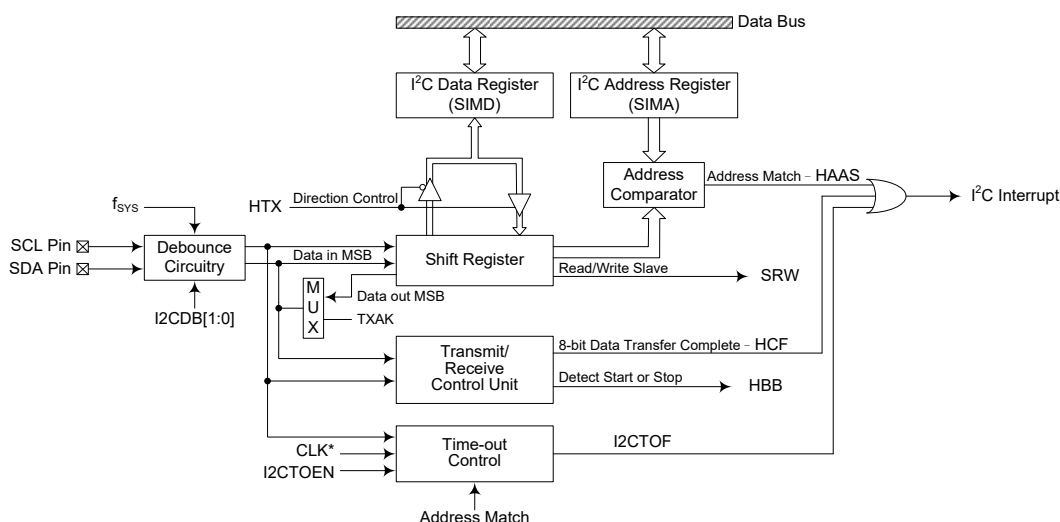 Data Bus
I²C Data Register
(SIMD)
I²C Address Register
(SIMA)
Address
Comparator
Address Match - HAAS
I²C Interrupt
HTX
Direction Control
fSYS
SCL Pin
SDA Pin
Debounce
Circuitry
Data in MSB
Shift Register
Read/Write Slave
SRW
M
U
X
Data out MSB
TXAK
I2CDB[1:0]
Transmit/
Receive
Control Unit
8-bit Data Transfer Complete - HCF
Detect Start or Stop
HBB
Time-out
Control
I2CTOF
CLK*
I2CTOEN
Address Match